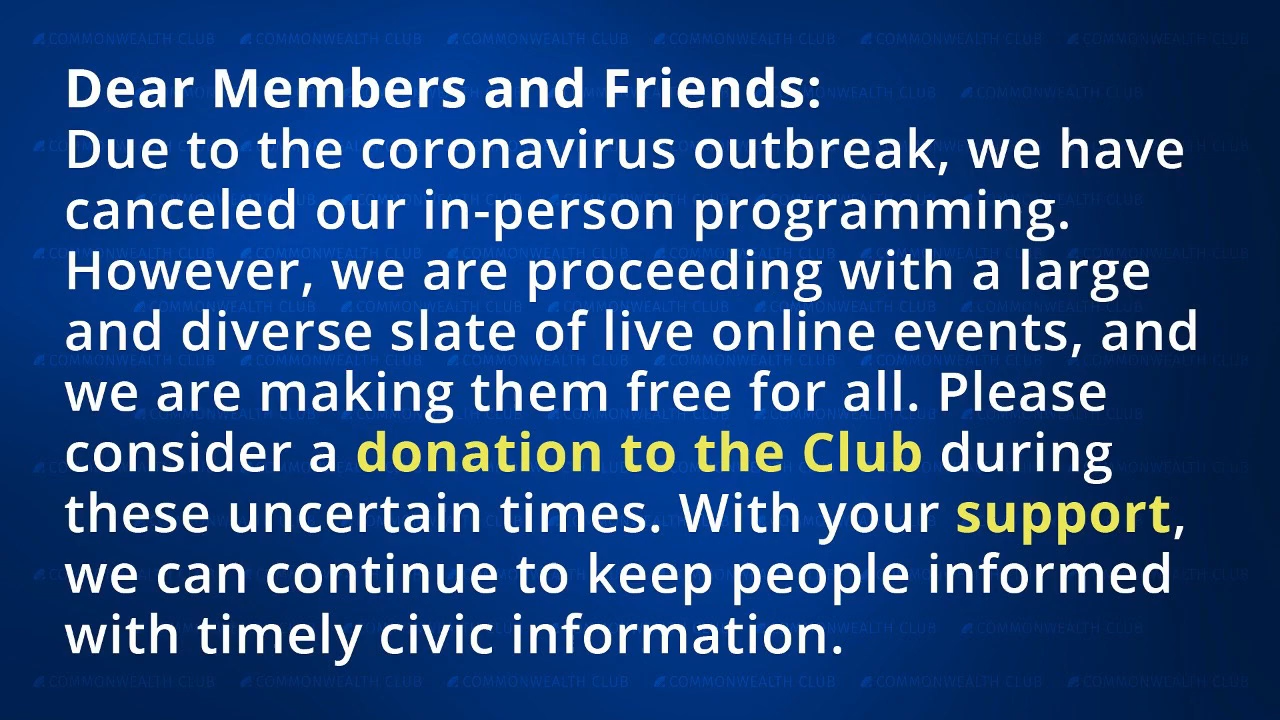 Dear Members and Friends:
Due to the coronavirus outbreak, we have
canceled our in-person programming.
However, we are proceeding with a large
and diverse slate of live online events, and
we are making them free for all. Please
consider a donation to the Club during
these uncertain times. With your support,
we can continue to keep people informed
with timely civic information.
COMMONWEALTH CLUB